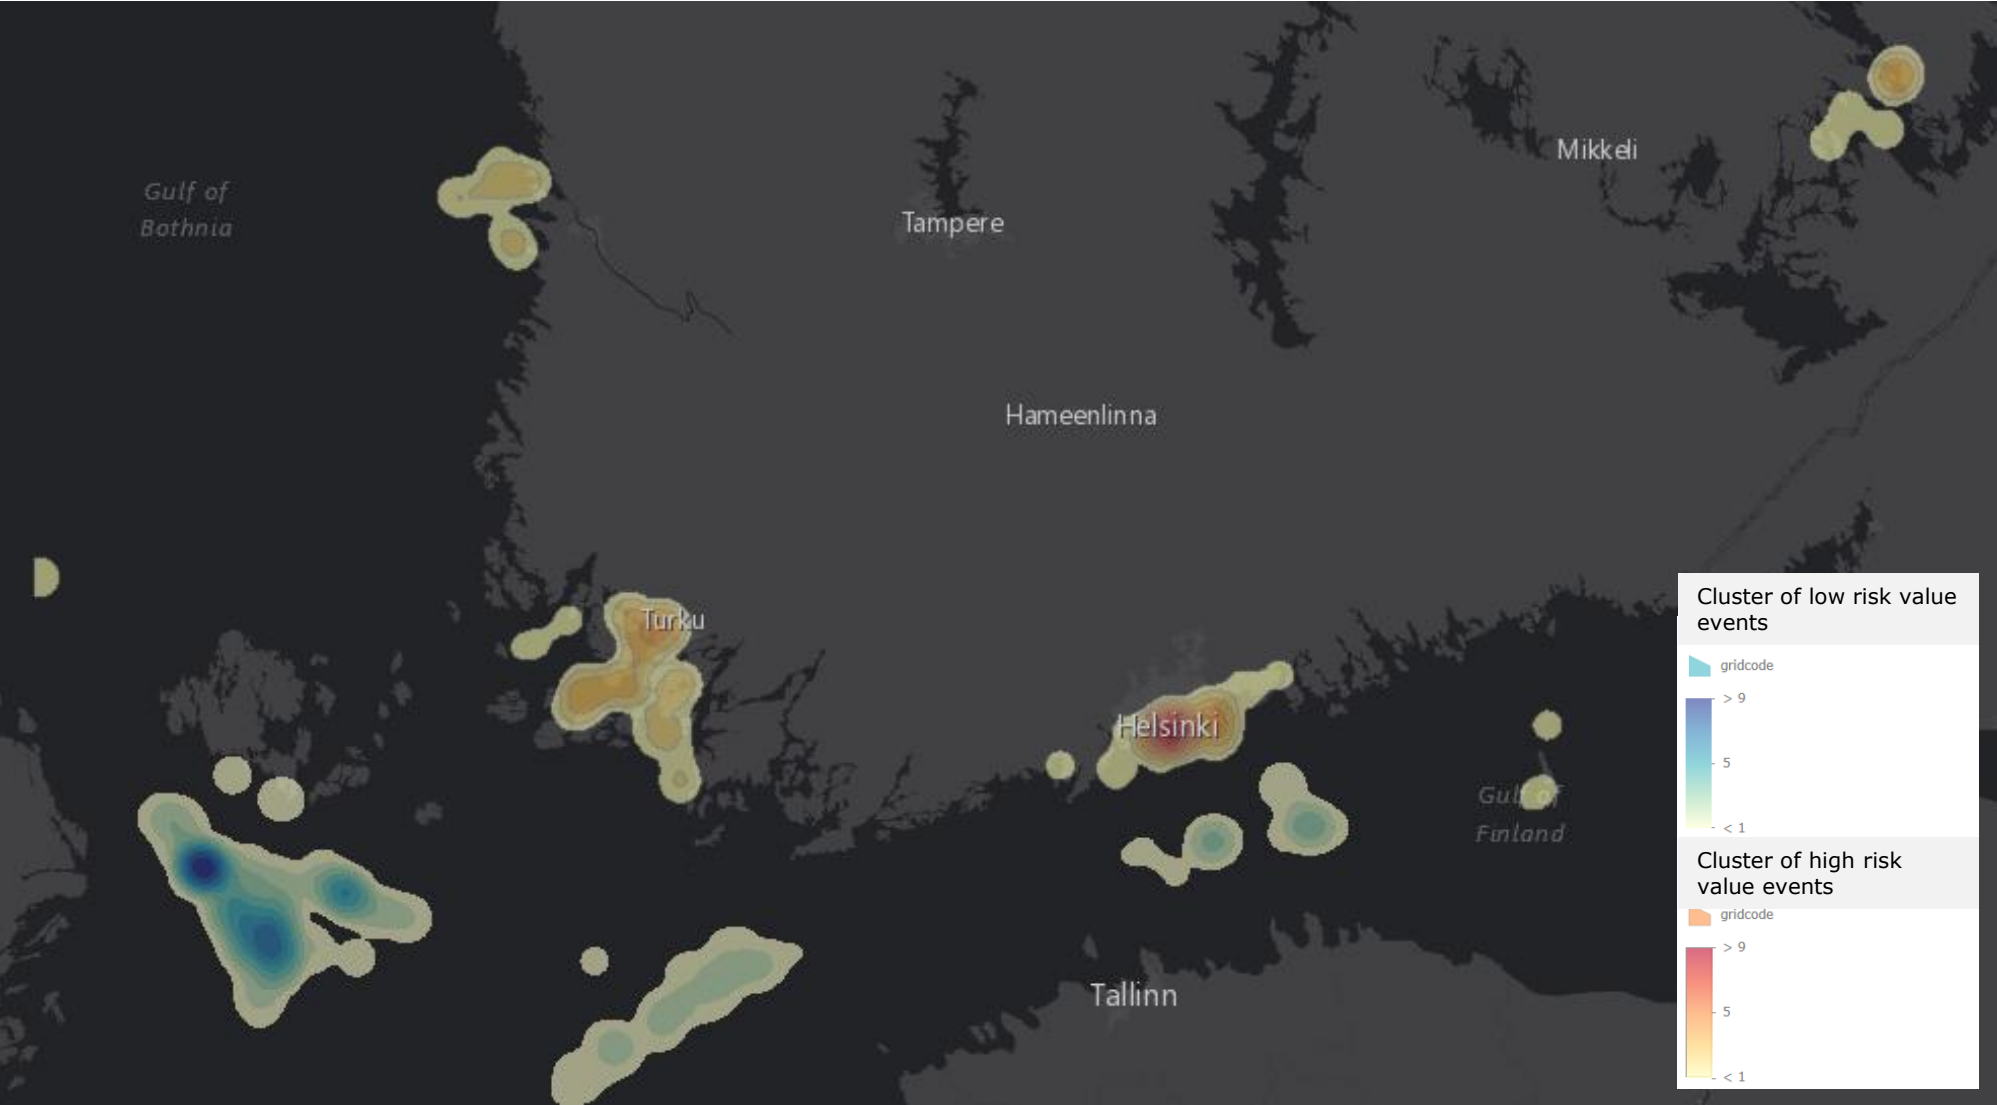 Mikkeli
Gulf of
Bothnia
Tampere
Hameenlinna
Turku
Helsinki
Gulf of
Finland
Tallinn
Cluster of low risk value
events
gridcode
> 9
5
< 1
Cluster of high risk
value events
gridcode
> 9
5
< 1